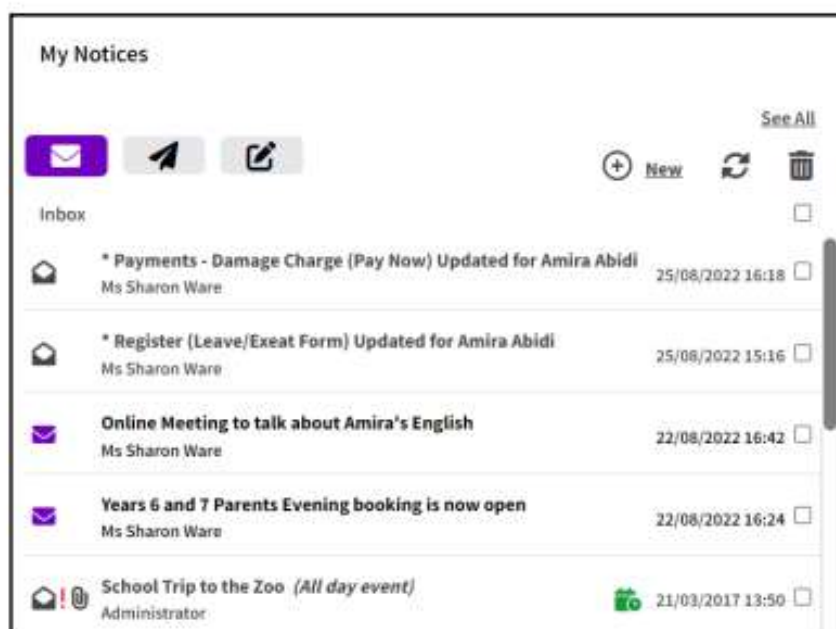 My Notices
See All
New
Inbox
* Payments - Damage Charge (Pay Now) Updated for Amira Abidi
Ms Sharon Ware
25/08/2022 16:18
* Register (Leave/Exeat Form) Updated for Amira Abidi
Ms Sharon Ware
25/08/2022 15:16
Online Meeting to talk about Amira's English
Ms Sharon Ware
22/08/2022 16:42
Years 6 and 7 Parents Evening booking is now open
Ms Sharon Ware
22/08/2022 16:24
School Trip to the Zoo (All day event)
Administrator
21/03/2017 13:50